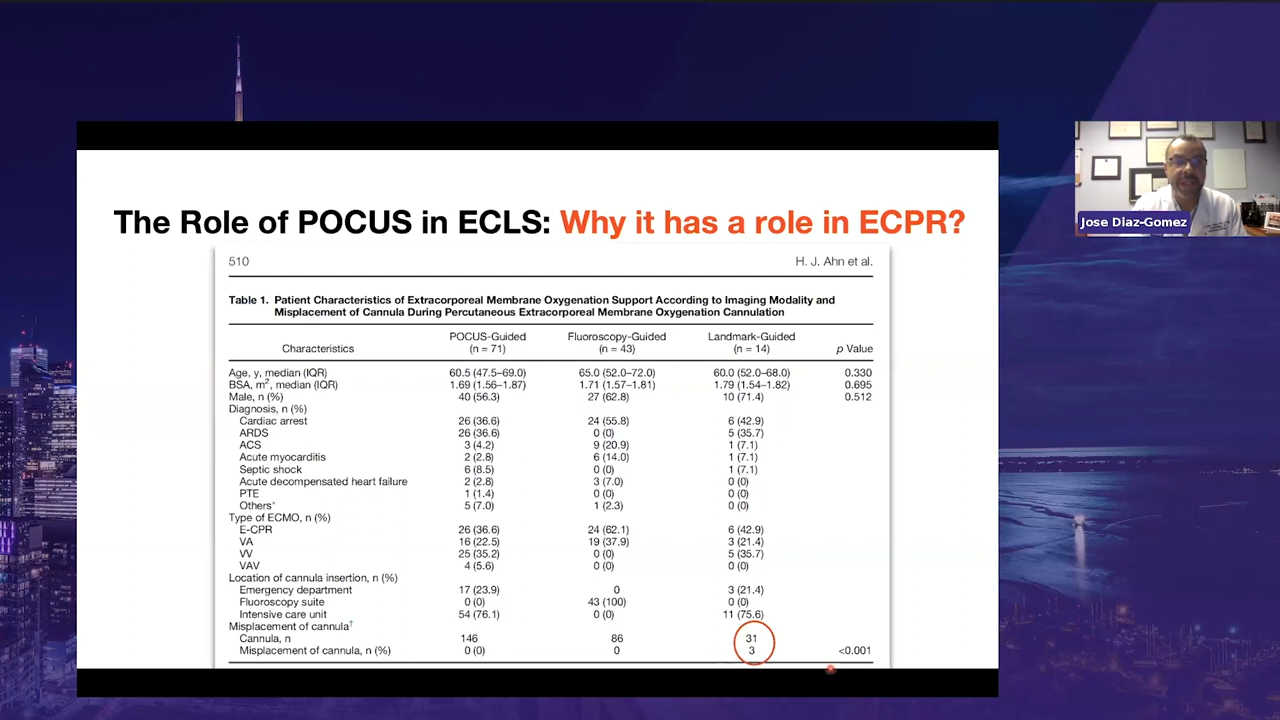 The Role of POCUS in ECLS: Why it has a role in ECPR?
Jose Diaz-Gomez
510 H. J. Ahn et al.
Table 1. Patient Characteristics of Extracorporeal Membrane Oxygenation Support According to Imaging Modality and
Misplacement of Cannula During Percutaneous Extracorporeal Membrane Oxygenation Cannulation
POCUS-Guided Fluoroscopy-Guided Landmark-Guided
Characteristics (n = 71) (n = 43) (n = 14) p Value
Age, y, median (IQR) 60.5 (47.5–69.0) 65.0 (52.0–72.0) 60.0 (52.0–68.0) 0.330
BSA, m², median (IQR) 1.69 (1.56–1.87) 1.71 (1.57–1.81) 1.79 (1.54–1.82) 0.695
Male, n (%) 40 (56.3) 27 (62.8) 10 (71.4) 0.512
Diagnosis, n (%)
Cardiac arrest 26 (36.6) 24 (55.8) 6 (42.9)
ARDS 26 (36.6) 0 (0) 5 (35.7)
ACS 3 (4.2) 9 (20.9) 1 (7.1)
Acute myocarditis 2 (2.8) 6 (14.0) 1 (7.1)
Septic shock 6 (8.5) 0 (0) 1 (7.1)
Acute decompensated heart failure 2 (2.8) 3 (7.0) 0 (0)
PTE 1 (1.4) 0 (0) 0 (0)
Others* 5 (7.0) 1 (2.3) 0 (0)
Type of ECMO, n (%)
E-CPR 26 (36.6) 24 (62.1) 6 (42.9)
VA 16 (22.5) 19 (37.9) 3 (21.4)
VV 25 (35.2) 0 (0) 5 (35.7)
VAV 4 (5.6) 0 (0) 0 (0)
Location of cannula insertion, n (%)
Emergency department 17 (23.9) 0 3 (21.4)
Fluoroscopy suite 0 (0) 43 (100) 0 (0)
Intensive care unit 54 (76.1) 0 (0) 11 (75.6)
Misplacement of cannula†
Cannula, n 146 86 31
Misplacement of cannula, n (%) 0 (0) 0 3 <0.001